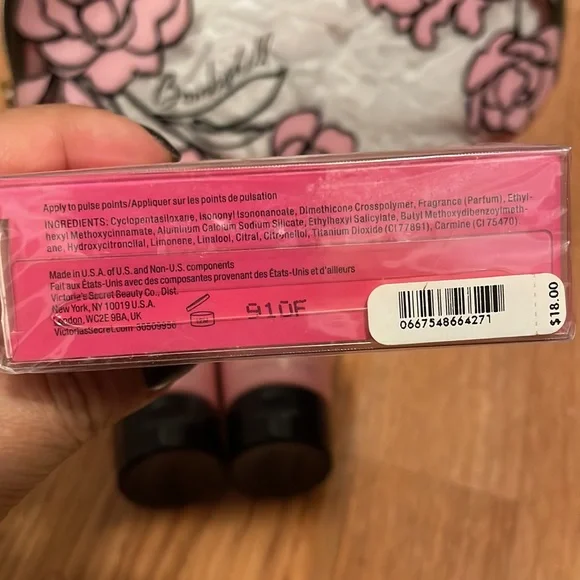 Bombshell
Apply to pulse points/Appliquer sur les points de pulsation
INGREDIENTS: Cyclopentasiloxane, Isononyl Isononanoate, Dimethicone Crosspolymer, Fragrance (Parfum), Ethyl-
hexyl Methoxycinnamate, Aluminum Calcium Sodium Silicate, Ethylhexyl Salicylate, Butyl Methoxydibenzoylmeth-
ane, Hydroxycitronellal, Limonene, Linalool, Citral, Citronellol, Titanium Dioxide (CI 77891), Carmine (CI 75470)
Made in U.S.A. of U.S. and Non-U.S. components
Fait aux États-Unis avec des composantes provenant des États-Unis et d'ailleurs
Victoria's Secret Beauty Co., Dist.
New York, NY 10019 U.S.A.
London, WC2E 9BA, UK
VictoriasSecret.com 30509956
910F
0667548664271
$18.00